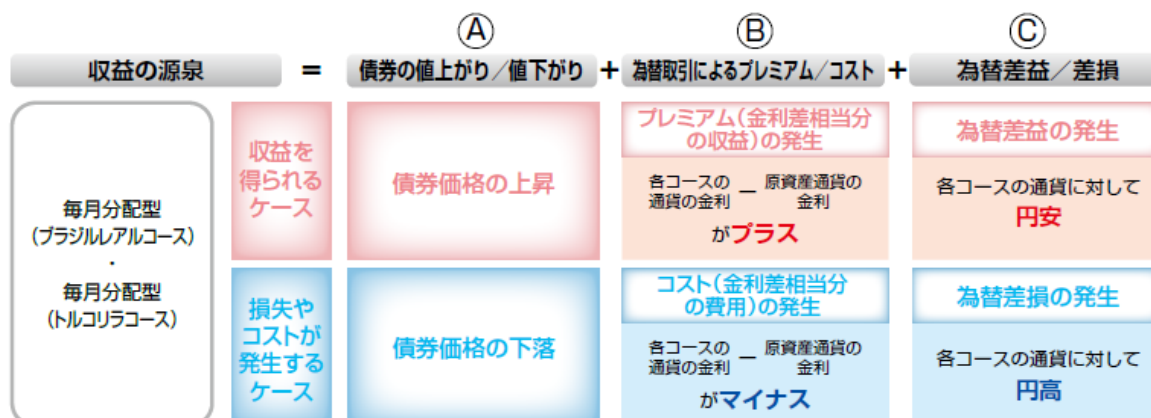 Ⓐ Ⓑ Ⓒ
収益の源泉 = 債券の値上がり/値下がり + 為替取引によるプレミアム/コスト + 為替差益/差損
毎月分配型
(ブラジルレアルコース)
・
毎月分配型
(トルコリラコース)
収益を
得られる
ケース
債券価格の上昇
プレミアム(金利差相当分
の収益)の発生
各コースの
通貨の金利
−
原資産通貨の
金利
がプラス
為替差益の発生
各コースの通貨に対して
円安
損失や
コストが
発生する
ケース
債券価格の下落
コスト(金利差相当分
の費用)の発生
各コースの
通貨の金利
−
原資産通貨の
金利
がマイナス
為替差損の発生
各コースの通貨に対して
円高